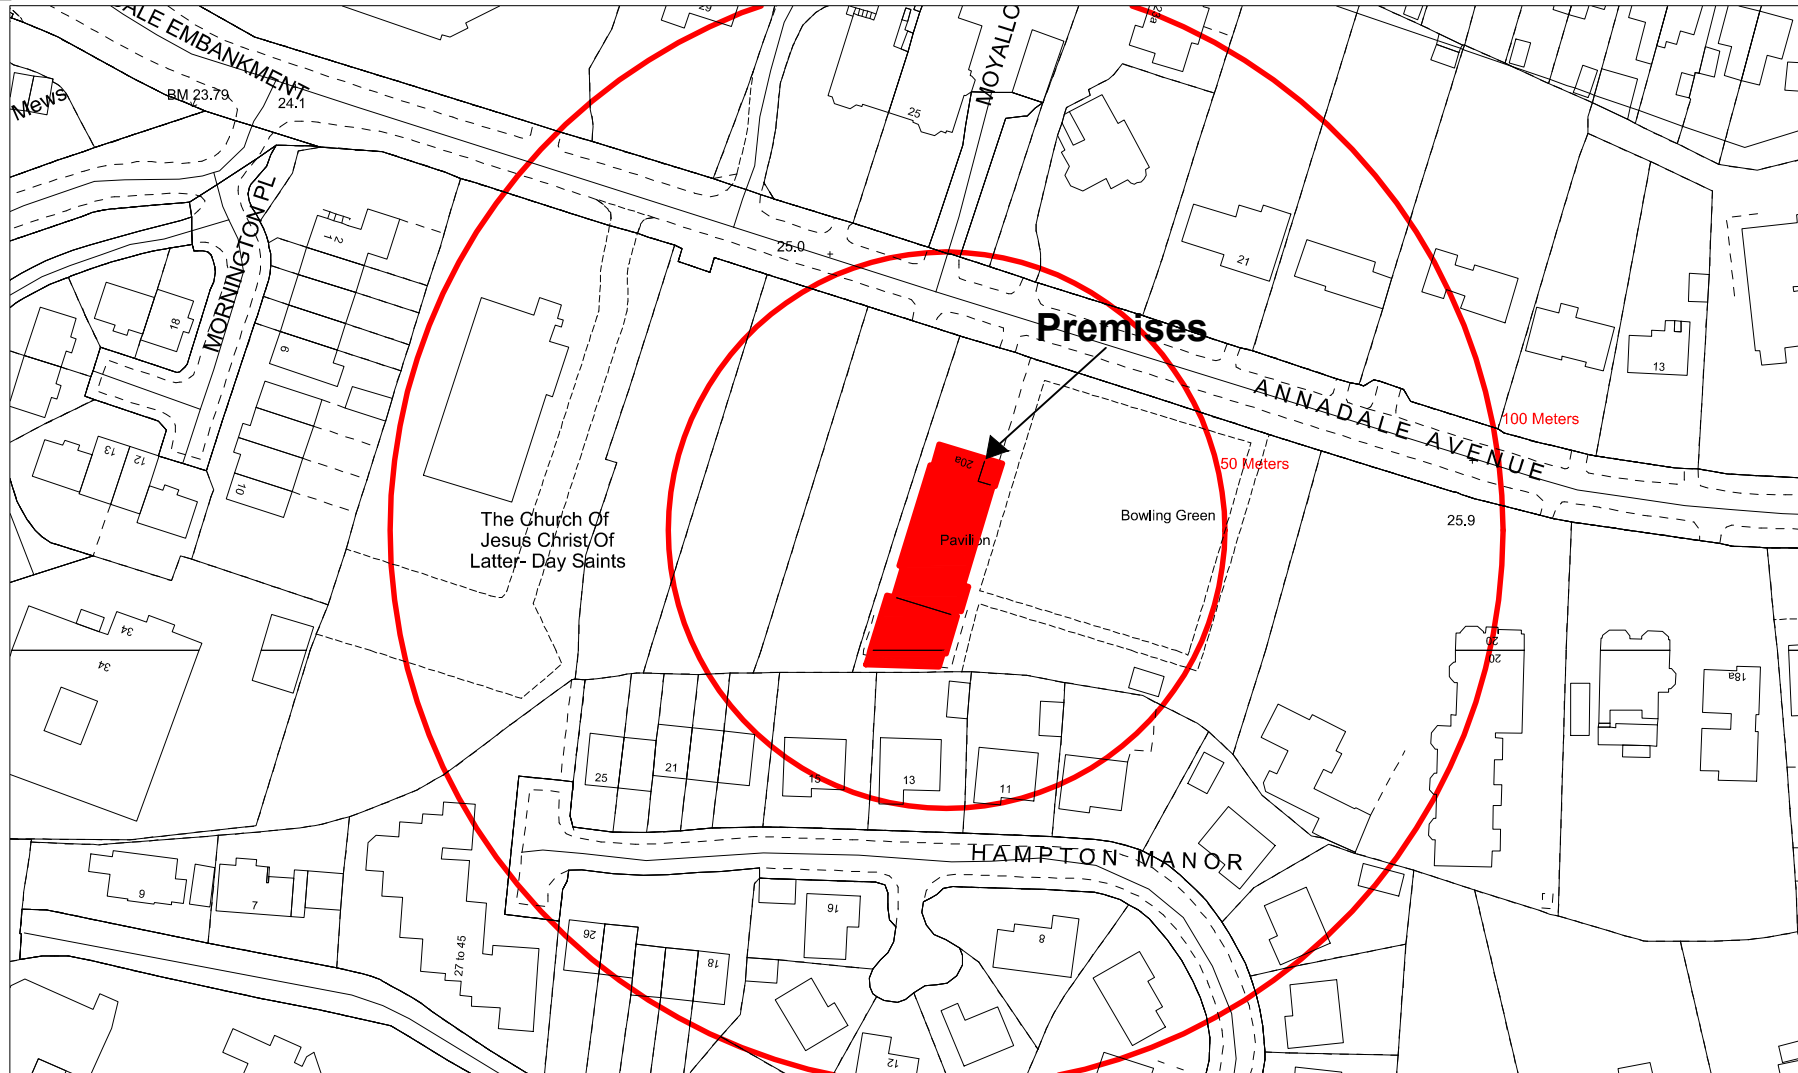 ALE EMBANKMENT
Mews
BM 23.79
24.1
25
MOYALLO
MORNINGTON PL
18
6
10
13
12
25.0
21
Premises
ANNADALE AVENUE
13
100 Meters
50 Meters
20a
Pavilion
Bowling Green
25.9
The Church Of
Jesus Christ Of
Latter- Day Saints
34
34
20
20
18a
25
21
15
13
11
HAMPTON MANOR
9
7
27 to 45
26
18
16
8
12